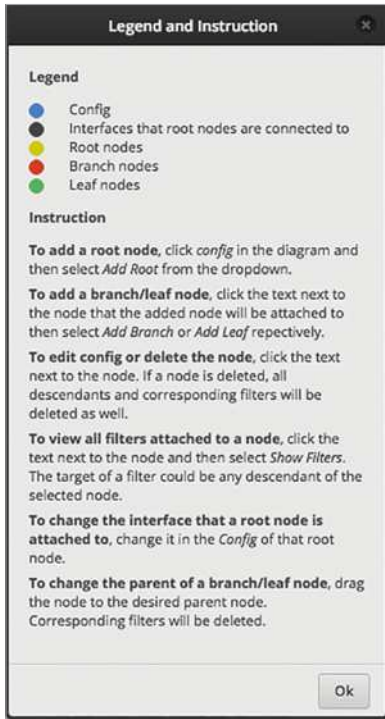 Legend and Instruction
Legend
Config
Interfaces that root nodes are connected to
Root nodes
Branch nodes
Leaf nodes
Instruction
To add a root node, click config in the diagram and
then select Add Root from the dropdown.
To add a branch/leaf node, click the text next to
the node that the added node will be attached to
then select Add Branch or Add Leaf repectively.
To edit config or delete the node, click the text
next to the node. If a node is deleted, all
descendants and corresponding filters will be
deleted as well.
To view all filters attached to a node, click the
text next to the node and then select Show Filters.
The target of a filter could be any descendant of the
selected node.
To change the interface that a root node is
attached to, change it in the Config of that root
node.
To change the parent of a branch/leaf node, drag
the node to the desired parent node.
Corresponding filters will be deleted.
Ok